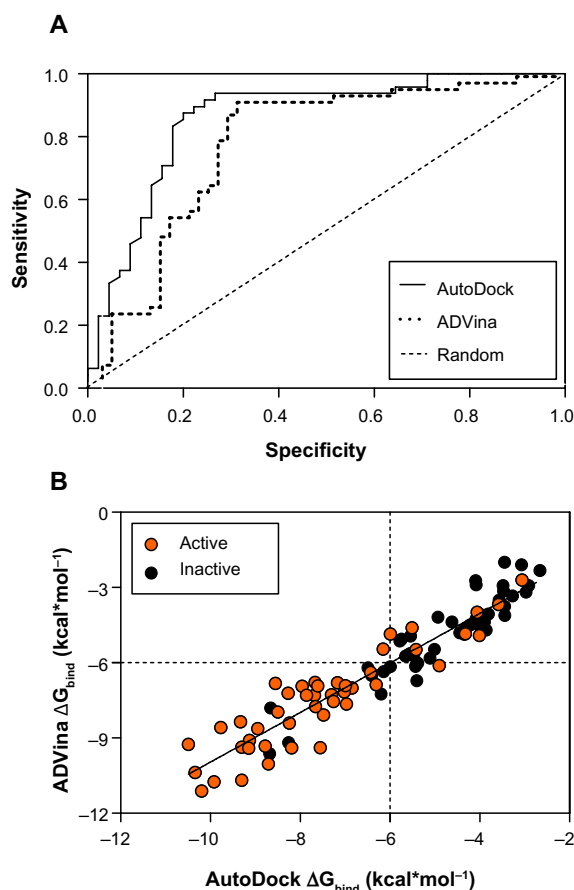 A
1.0
0.8
0.6
0.4
0.2
0.0
Sensitivity
AutoDock
ADVina
Random
0.0 0.2 0.4 0.6 0.8 1.0
Specificity
B
0
−3
−6
−9
−12
ADVina ΔG_bind (kcal*mol⁻¹)
Active
Inactive
−12 −10 −8 −6 −4 −2
AutoDock ΔG_bind (kcal*mol⁻¹)